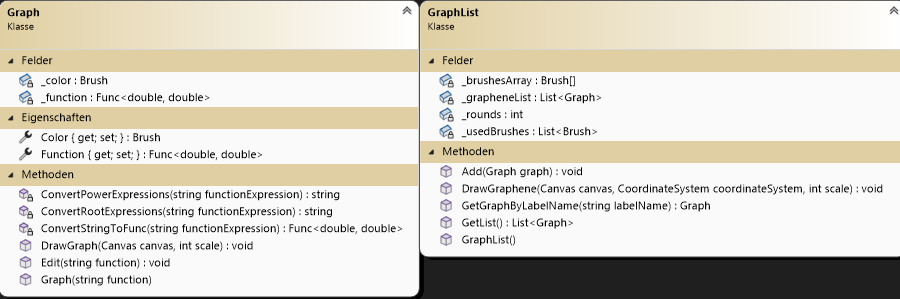 Graph
Klasse
Felder
_color : Brush
_function : Func<double, double>
Eigenschaften
Color { get; set; } : Brush
Function { get; set; } : Func<double, double>
Methoden
ConvertPowerExpressions(string functionExpression) : string
ConvertRootExpressions(string functionExpression) : string
ConvertStringToFunc(string functionExpression) : Func<double, double>
DrawGraph(Canvas canvas, int scale) : void
Edit(string function) : void
Graph(string function)
GraphList
Klasse
Felder
_brushesArray : Brush[]
_grapheneList : List<Graph>
_rounds : int
_usedBrushes : List<Brush>
Methoden
Add(Graph graph) : void
DrawGraphene(Canvas canvas, CoordinateSystem coordinateSystem, int scale) : void
GetGraphByLabelName(string labelName) : Graph
GetList() : List<Graph>
GraphList()